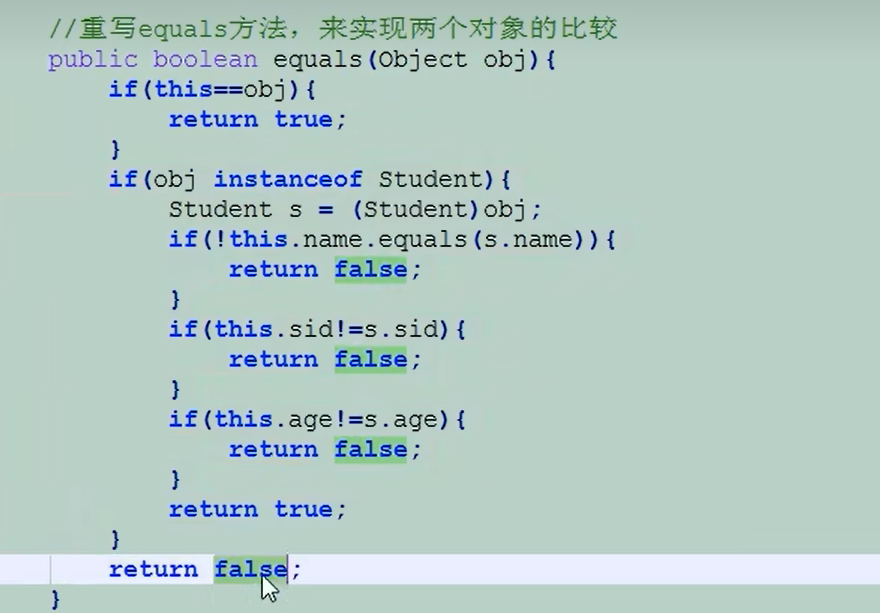 //重写equals方法，来实现两个对象的比较
public boolean equals(Object obj){
if(this==obj){
return true;
}
if(obj instanceof Student){
Student s = (Student)obj;
if(!this.name.equals(s.name)){
return false;
}
if(this.sid!=s.sid){
return false;
}
if(this.age!=s.age){
return false;
}
return true;
}
return false;
}